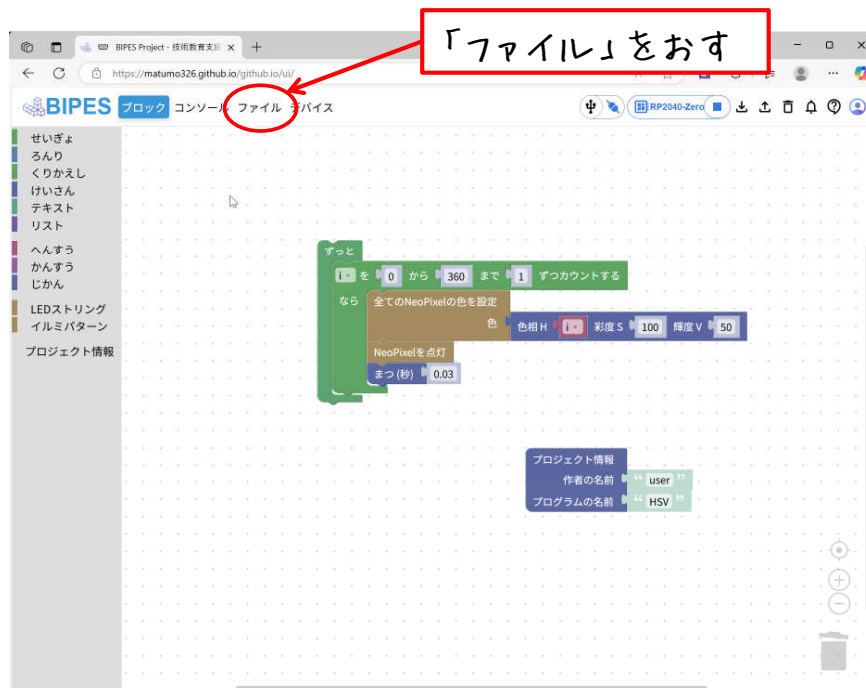 「ファイル」をおす
BIPES Project - 技術教育支援
https://matumo326.github.io/github.io/ui/
BIPES ブロック コンソール ファイル デバイス RP2040-Zero
せいぎょ
ろんり
くりかえし
けいさん
テキスト
リスト
へんすう
かんすう
じかん
LEDストリング
イルミパターン
プロジェクト情報
ずっと
i を 0 から 360 まで 1 ずつカウントする
なら 全てのNeoPixelの色を設定
色 色相 H i 彩度 S 100 輝度 V 50
NeoPixelを点灯
まつ (秒) 0.03
プロジェクト情報
作者の名前 “ user ”
プログラムの名前 “ HSV ”